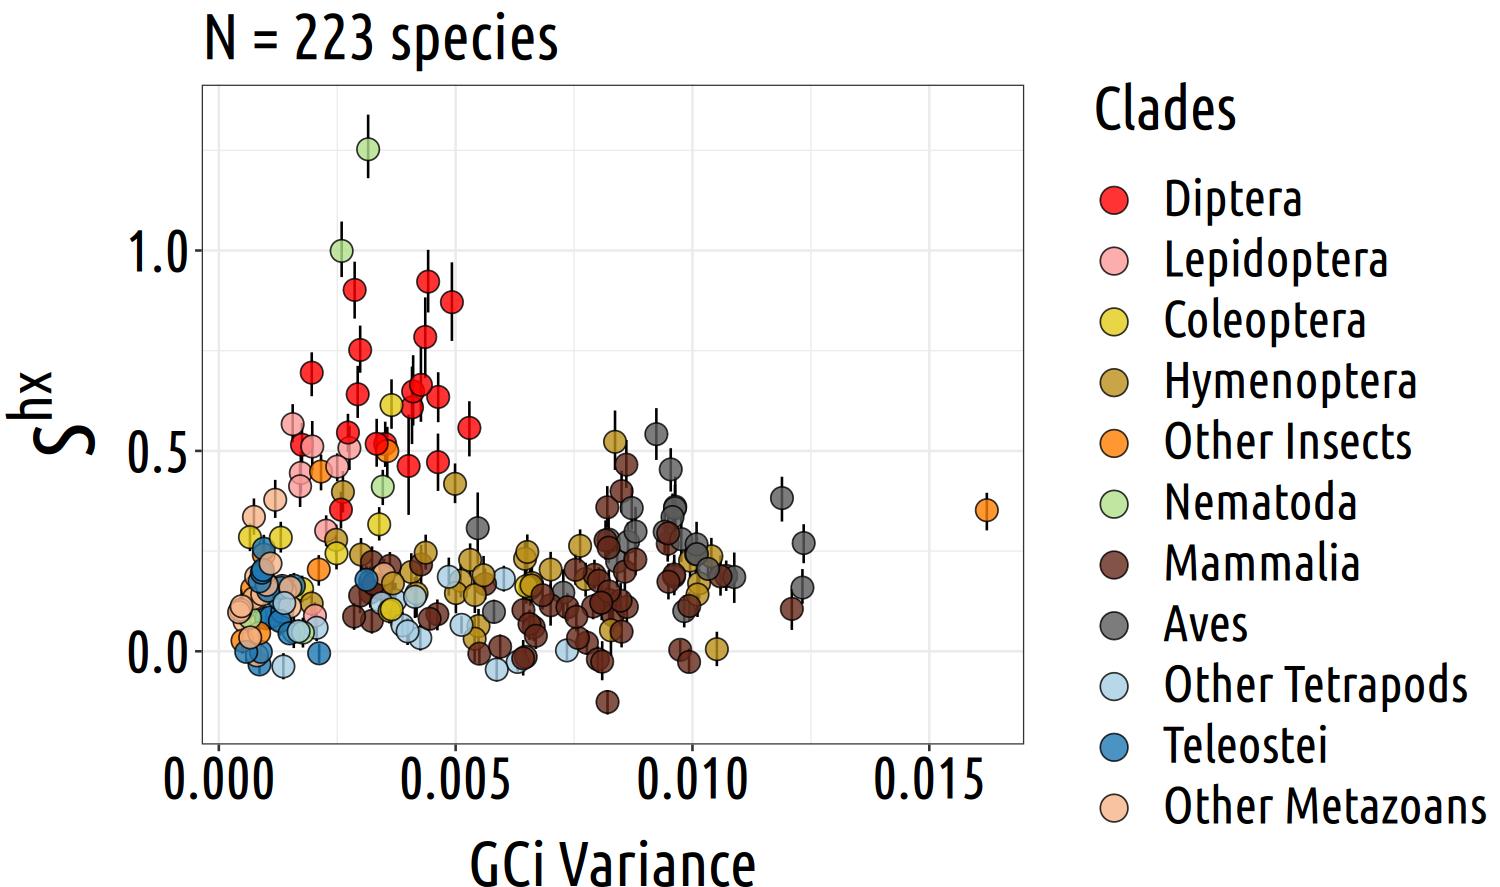 N = 223 species
Shx
1.0
0.5
0.0
0.000 0.005 0.010 0.015
GCi Variance
Clades
Diptera
Lepidoptera
Coleoptera
Hymenoptera
Other Insects
Nematoda
Mammalia
Aves
Other Tetrapods
Teleostei
Other Metazoans